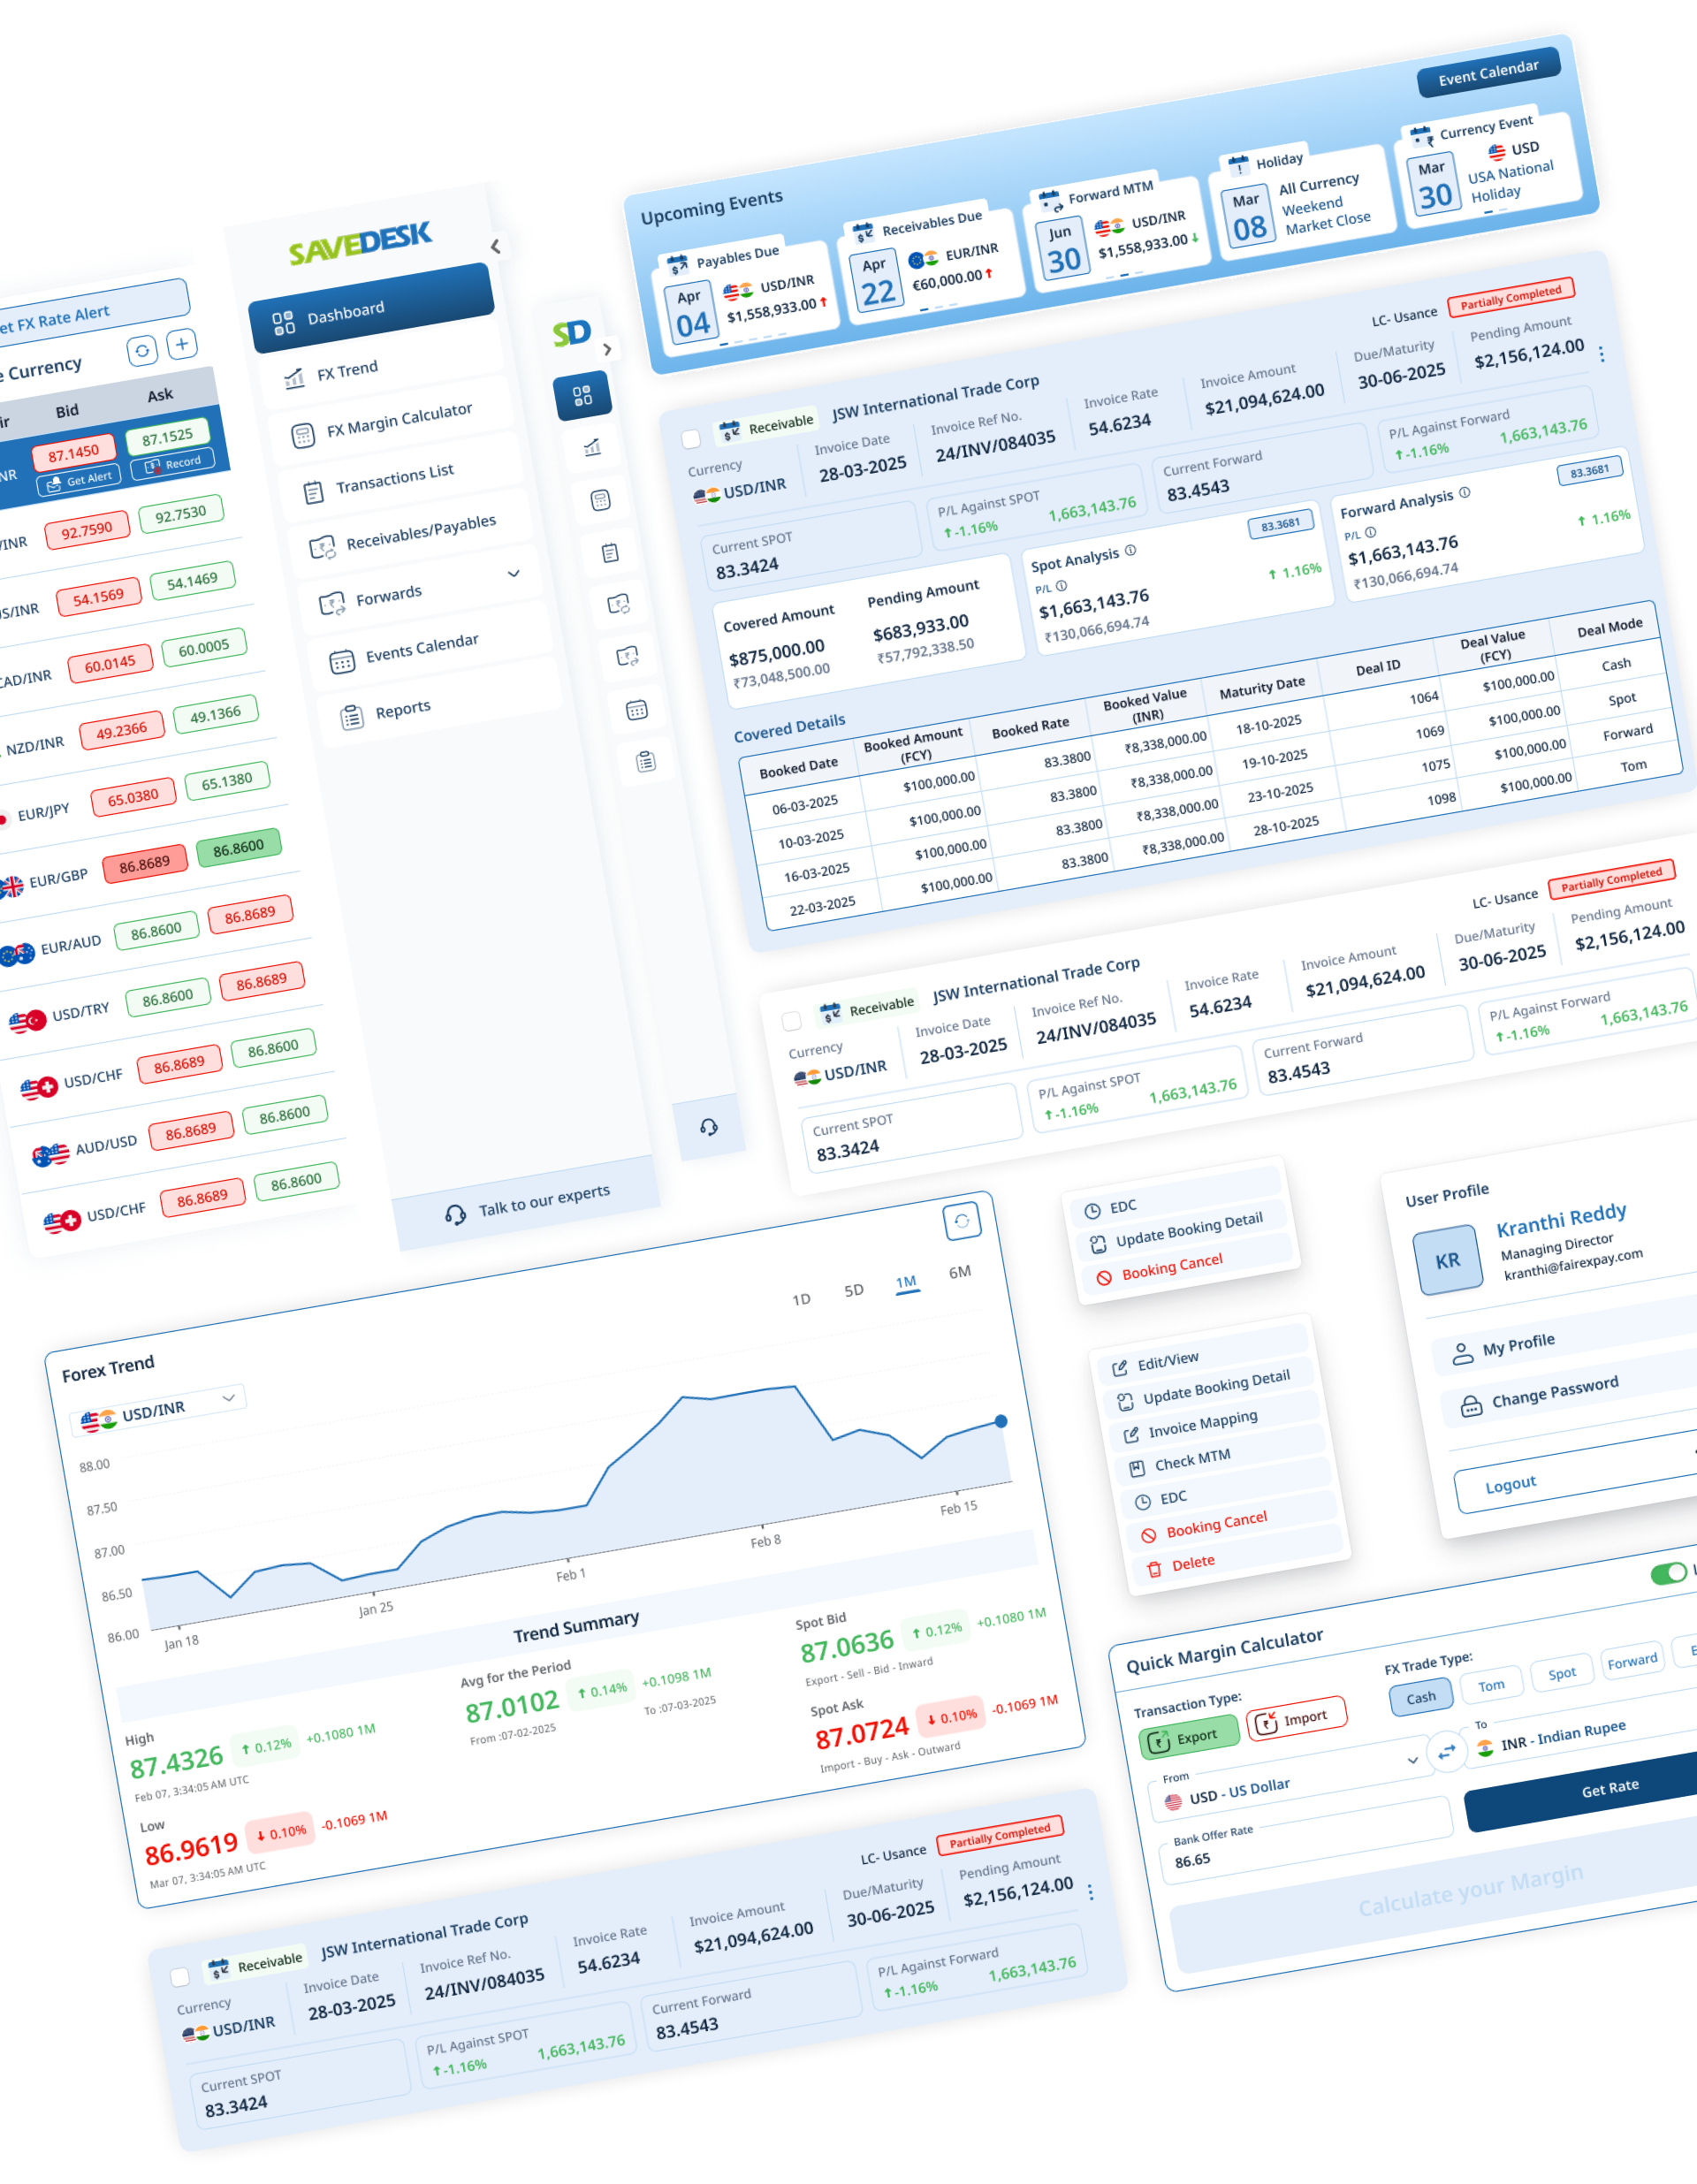 et FX Rate Alert
e Currency
ir Bid Ask
NR 87.1450 87.1525
Get Alert Record
/INR 92.7590 92.7530
S/INR 54.1569 54.1469
CAD/INR 60.0145 60.0005
NZD/INR 49.2366 49.1366
EUR/JPY 65.0380 65.1380
EUR/GBP 86.8689 86.8600
EUR/AUD 86.8600 86.8689
USD/TRY 86.8600 86.8689
USD/CHF 86.8689 86.8600
AUD/USD 86.8689 86.8600
USD/CHF 86.8689 86.8600
SAVEDESK
Dashboard
FX Trend
FX Margin Calculator
Transactions List
Receivables/Payables
Forwards
Events Calendar
Reports
Talk to our experts
SD
Upcoming Events
Event Calendar
Payables Due
Apr
04
USD/INR
$1,558,933.00
Receivables Due
Apr
22
EUR/INR
€60,000.00
Forward MTM
Jun
30
USD/INR
$1,558,933.00
Holiday
Mar
08
All Currency
Weekend
Market Close
Currency Event
Mar
30
USD
USA National
Holiday
Receivable JSW International Trade Corp LC- Usance Partially Completed
Currency Invoice Date Invoice Ref No. Invoice Rate Invoice Amount Due/Maturity Pending Amount
USD/INR 28-03-2025 24/INV/084035 54.6234 $21,094,624.00 30-06-2025 $2,156,124.00
Current SPOT P/L Against SPOT Current Forward P/L Against Forward
83.3424 -1.16% 1,663,143.76 83.4543 -1.16% 1,663,143.76
Covered Amount Pending Amount
$875,000.00 $683,933.00
₹73,048,500.00 ₹57,792,338.50
Spot Analysis 83.3681
P/L
$1,663,143.76 1.16%
₹130,066,694.74
Forward Analysis 83.3681
P/L
$1,663,143.76 1.16%
₹130,066,694.74
Covered Details
Booked Date Booked Amount (FCY) Booked Rate Booked Value (INR) Maturity Date Deal ID Deal Value (FCY) Deal Mode
06-03-2025 $100,000.00 83.3800 ₹8,338,000.00 18-10-2025 1064 $100,000.00 Cash
10-03-2025 $100,000.00 83.3800 ₹8,338,000.00 19-10-2025 1069 $100,000.00 Spot
16-03-2025 $100,000.00 83.3800 ₹8,338,000.00 23-10-2025 1075 $100,000.00 Forward
22-03-2025 $100,000.00 83.3800 ₹8,338,000.00 28-10-2025 1098 $100,000.00 Tom
Receivable JSW International Trade Corp LC- Usance Partially Completed
Currency Invoice Date Invoice Ref No. Invoice Rate Invoice Amount Due/Maturity Pending Amount
USD/INR 28-03-2025 24/INV/084035 54.6234 $21,094,624.00 30-06-2025 $2,156,124.00
Current SPOT P/L Against SPOT Current Forward P/L Against Forward
83.3424 -1.16% 1,663,143.76 83.4543 -1.16% 1,663,143.76
EDC
Update Booking Detail
Booking Cancel
Edit/View
Update Booking Detail
Invoice Mapping
Check MTM
EDC
Booking Cancel
Delete
User Profile
KR
Kranthi Reddy
Managing Director
kranthi@fairexpay.com
My Profile
Change Password
Logout
Forex Trend
1D 5D 1M 6M
USD/INR
88.00
87.50
87.00
86.50
86.00
Jan 18 Jan 25 Feb 1 Feb 8 Feb 15
Trend Summary
High
87.4326 0.12% +0.1080 1M
Feb 07, 3:34:05 AM UTC
Low
86.9619 0.10% -0.1069 1M
Mar 07, 3:34:05 AM UTC
Avg for the Period
87.0102 0.14% +0.1098 1M
From :07-02-2025 To :07-03-2025
Spot Bid
87.0636 0.12% +0.1080 1M
Export - Sell - Bid - Inward
Spot Ask
87.0724 0.10% -0.1069 1M
Import - Buy - Ask - Outward
Quick Margin Calculator
Transaction Type:
Export Import
FX Trade Type:
Cash Tom Spot Forward
From
USD - US Dollar
To
INR - Indian Rupee
Bank Offer Rate
86.65
Get Rate
Calculate your Margin
Receivable JSW International Trade Corp LC- Usance Partially Completed
Currency Invoice Date Invoice Ref No. Invoice Rate Invoice Amount Due/Maturity Pending Amount
USD/INR 28-03-2025 24/INV/084035 54.6234 $21,094,624.00 30-06-2025 $2,156,124.00
Current SPOT P/L Against SPOT Current Forward P/L Against Forward
83.3424 -1.16% 1,663,143.76 83.4543 -1.16% 1,663,143.76